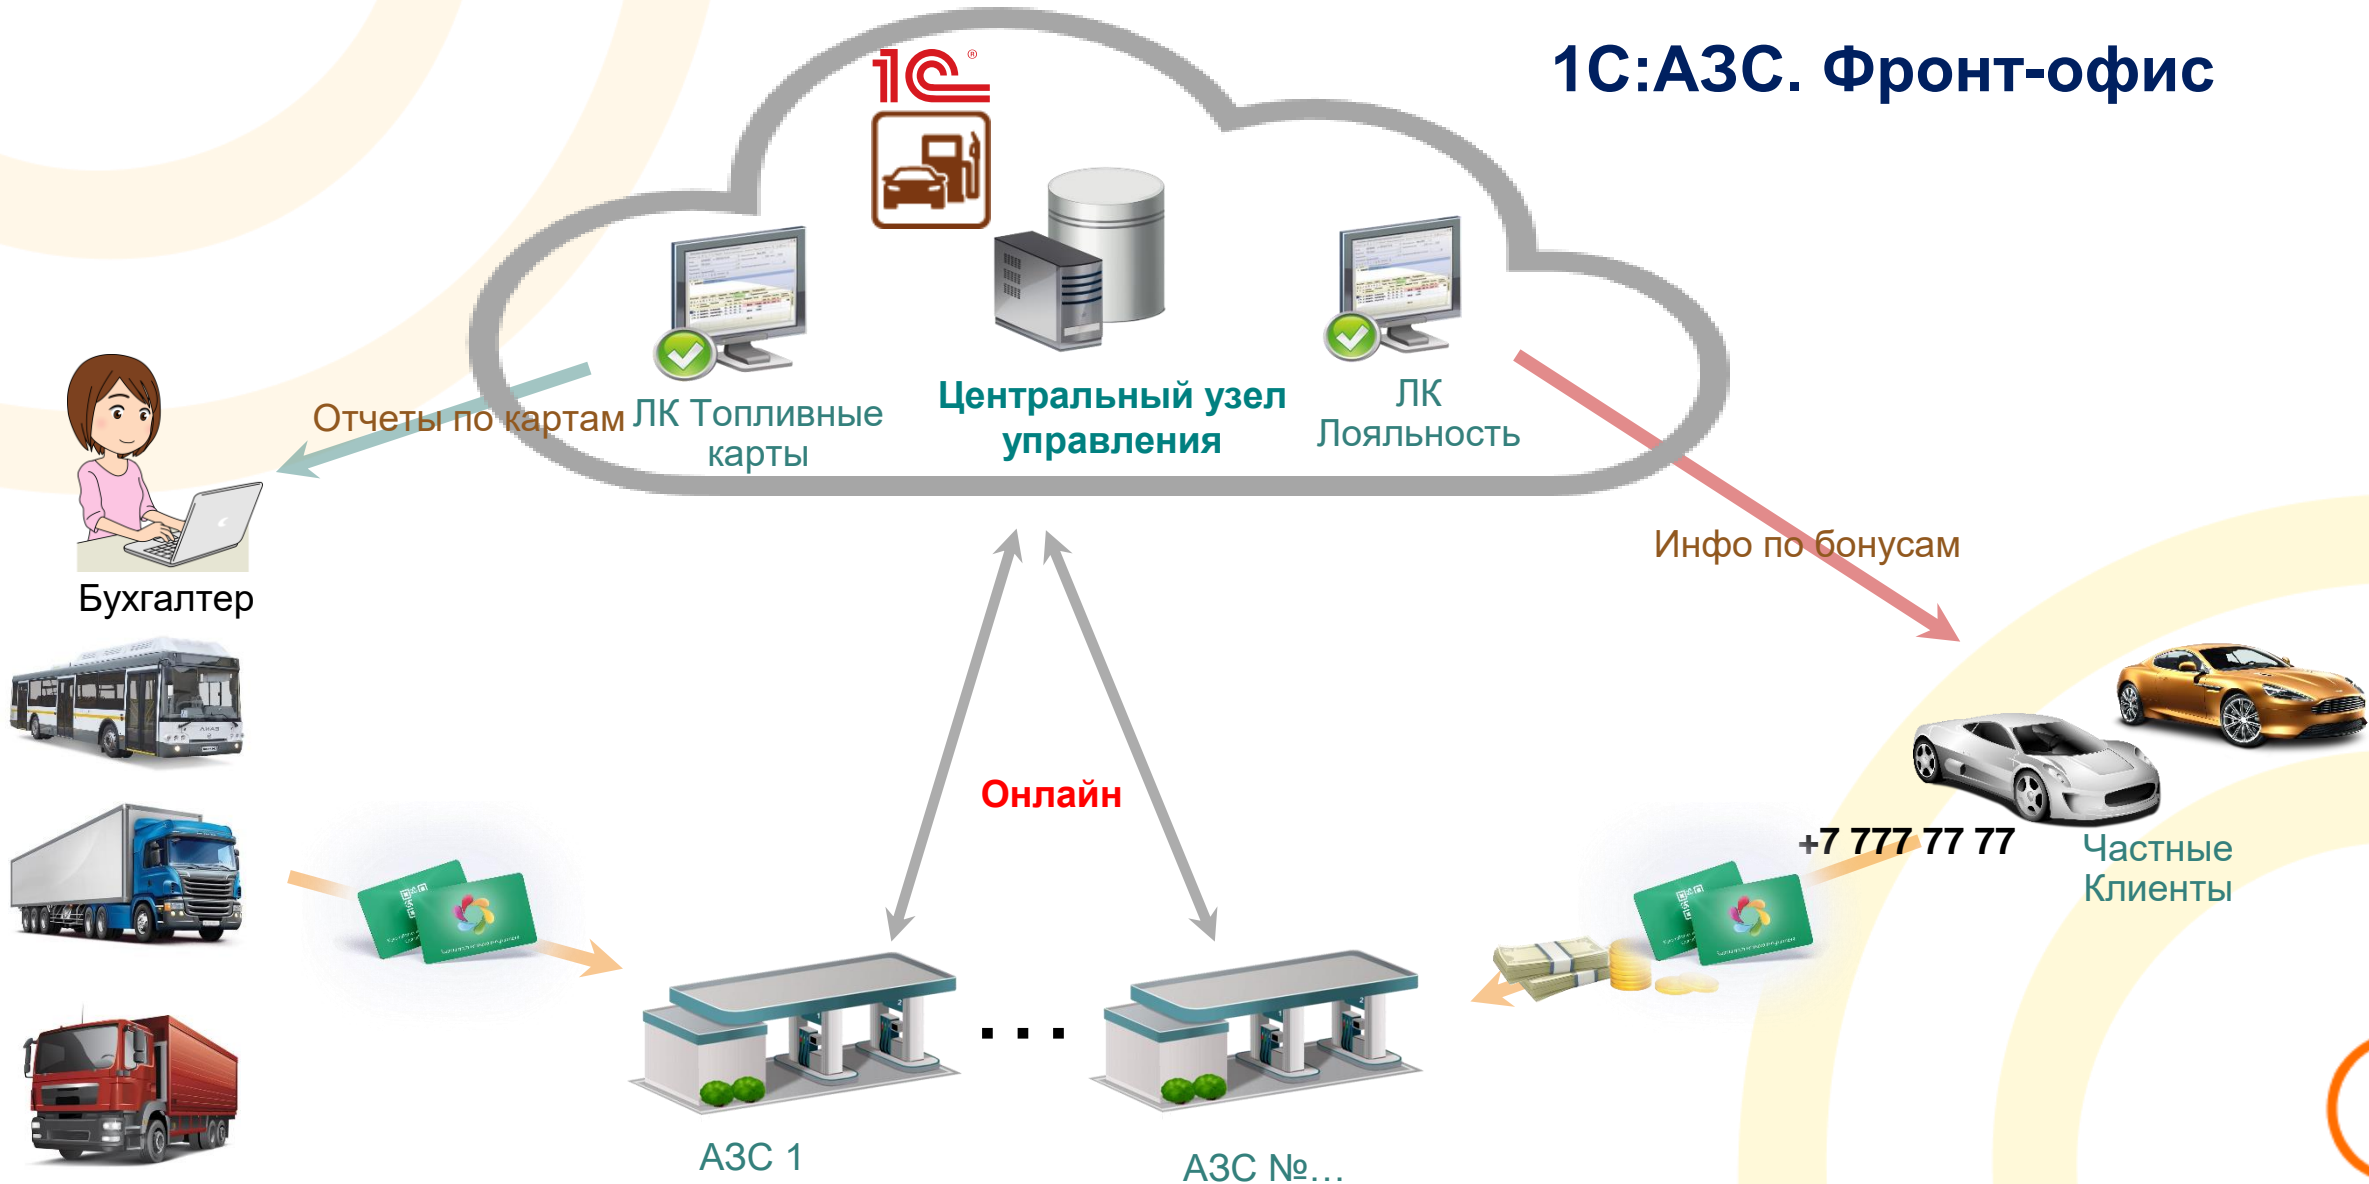 1С:АЗС. Фронт-офис
1С®
ЛК Топливные
карты
Центральный узел
управления
ЛК
Лояльность
Отчеты по картам
Инфо по бонусам
Бухгалтер
Онлайн
+7 777 77 77
Частные
Клиенты
...
АЗС 1
АЗС №...